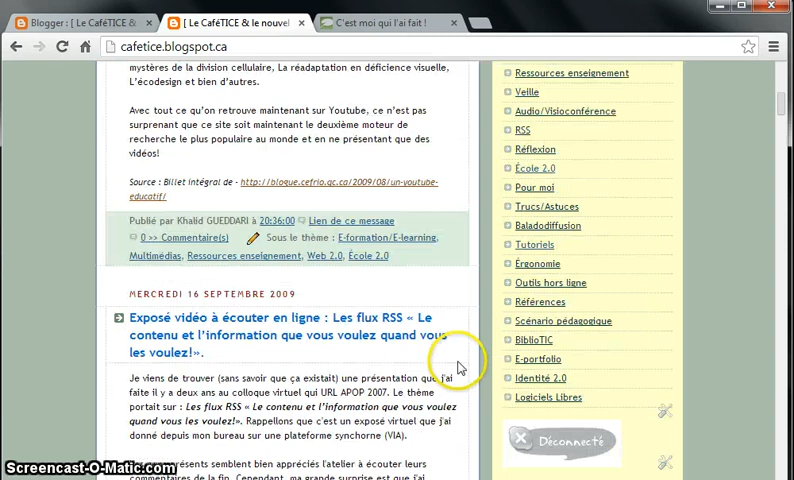 Blogger : [ Le CaféTICE &
[ Le CaféTICE & le nouvel
C'est moi qui l'ai fait !
cafetice.blogspot.ca
mystères de la division cellulaire, La réadaptation en déficience visuelle,
L'écodesign et bien d'autres.
Avec tout ce qu'on retrouve maintenant sur Youtube, ce n'est pas
surprenant que ce site soit maintenant le deuxième moteur de
recherche le plus populaire au monde et en ne présentant que des
vidéos!
Source : Billet intégral de - http://blogue.cefrio.qc.ca/2009/08/un-youtube-
educatif/
Publié par Khalid GUEDDARI à 20:36:00 Lien de ce message
0 >> Commentaire(s) Sous le thème : E-formation/E-learning,
Multimédias, Ressources enseignement, Web 2.0, École 2.0
MERCREDI 16 SEPTEMBRE 2009
Exposé vidéo à écouter en ligne : Les flux RSS « Le
contenu et l'information que vous voulez quand vous
les voulez!».
Je viens de trouver (sans savoir que ça existait) une présentation que j'ai
faite il y a deux ans au colloque virtuel qui URL APOP 2007. Le thème
portait sur : Les flux RSS « Le contenu et l'information que vous voulez
quand vous les voulez!». Rappellons que c'est un exposé virtuel que j'ai
donné depuis mon bureau sur une plateforme synchorne (VIA).
présents semblent bien appréciés l'atelier à écouter leurs
commentaires de la fin. Cependant, ma grande surprise est que j'étais
Ressources enseignement
Veille
Audio/Visioconférence
RSS
Réflexion
École 2.0
Pour moi
Trucs/Astuces
Baladodiffusion
Tutoriels
Ergonomie
Outils hors ligne
Références
Scénario pédagogique
BiblioTIC
E-portfolio
Identité 2.0
Logiciels Libres
Déconnecté
Screencast-O-Matic.com